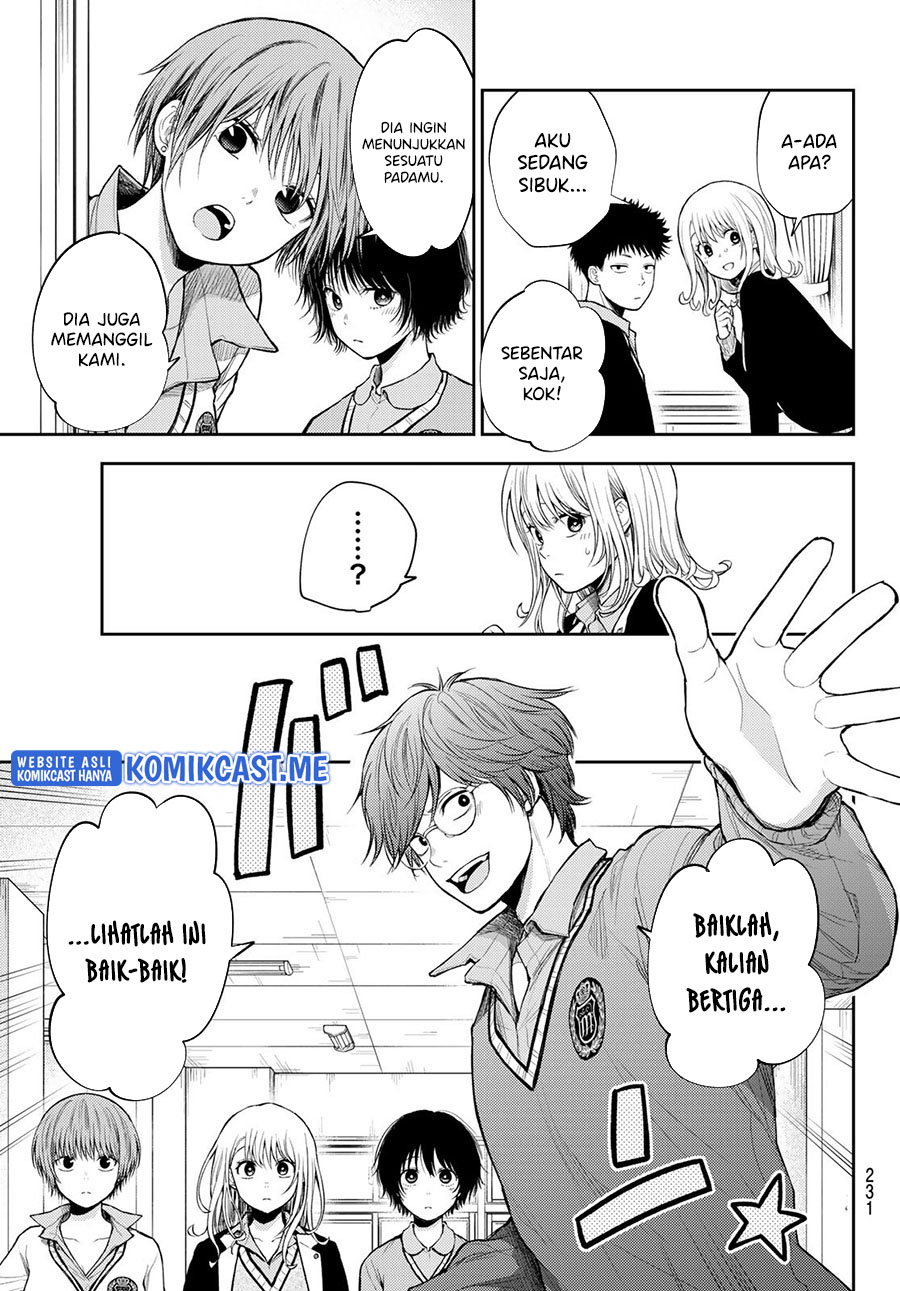 A-ADA
APA?
AKU
SEDANG
SIBUK...
SEBENTAR
SAJA,
KOK!
DIA INGIN
MENUNJUKKAN
SESUATU
PADAMU.
DIA JUGA
MEMANGGIL
KAMI.
......?
BAIKLAH,
KALIAN
BERTIGA...
...LIHATLAH INI
BAIK-BAIK!
WEBSITE ASLI
KOMIKCAST HANYA
KOMIKCAST.ME
231